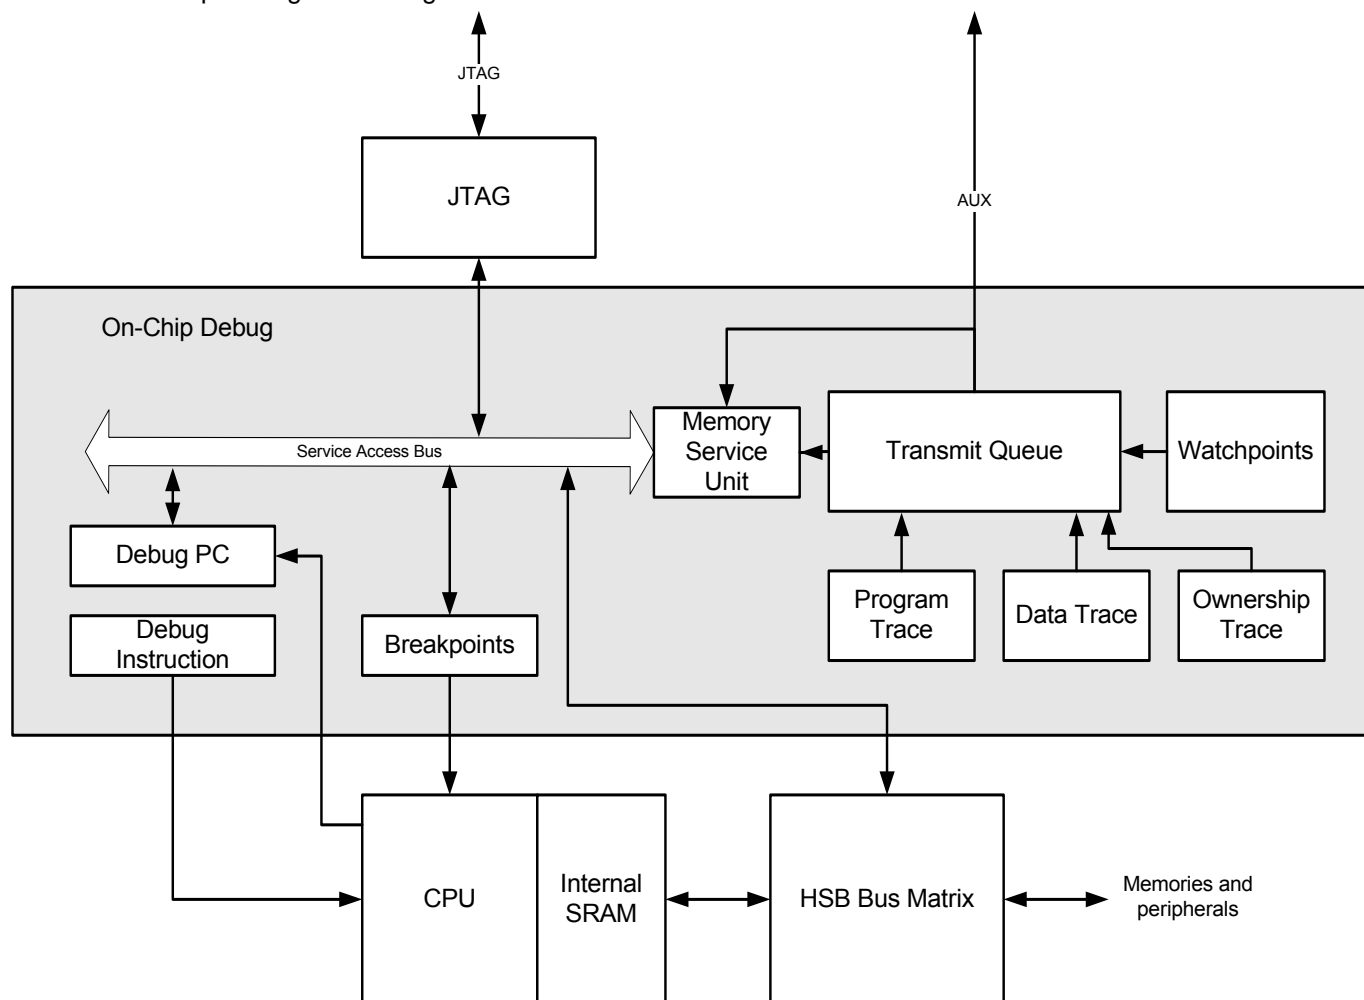 JTAG
JTAG
AUX
On-Chip Debug
Service Access Bus
Memory
Service
Unit
Transmit Queue
Watchpoints
Debug PC
Debug
Instruction
Breakpoints
Program
Trace
Data Trace
Ownership
Trace
CPU
Internal
SRAM
HSB Bus Matrix
Memories and
peripherals